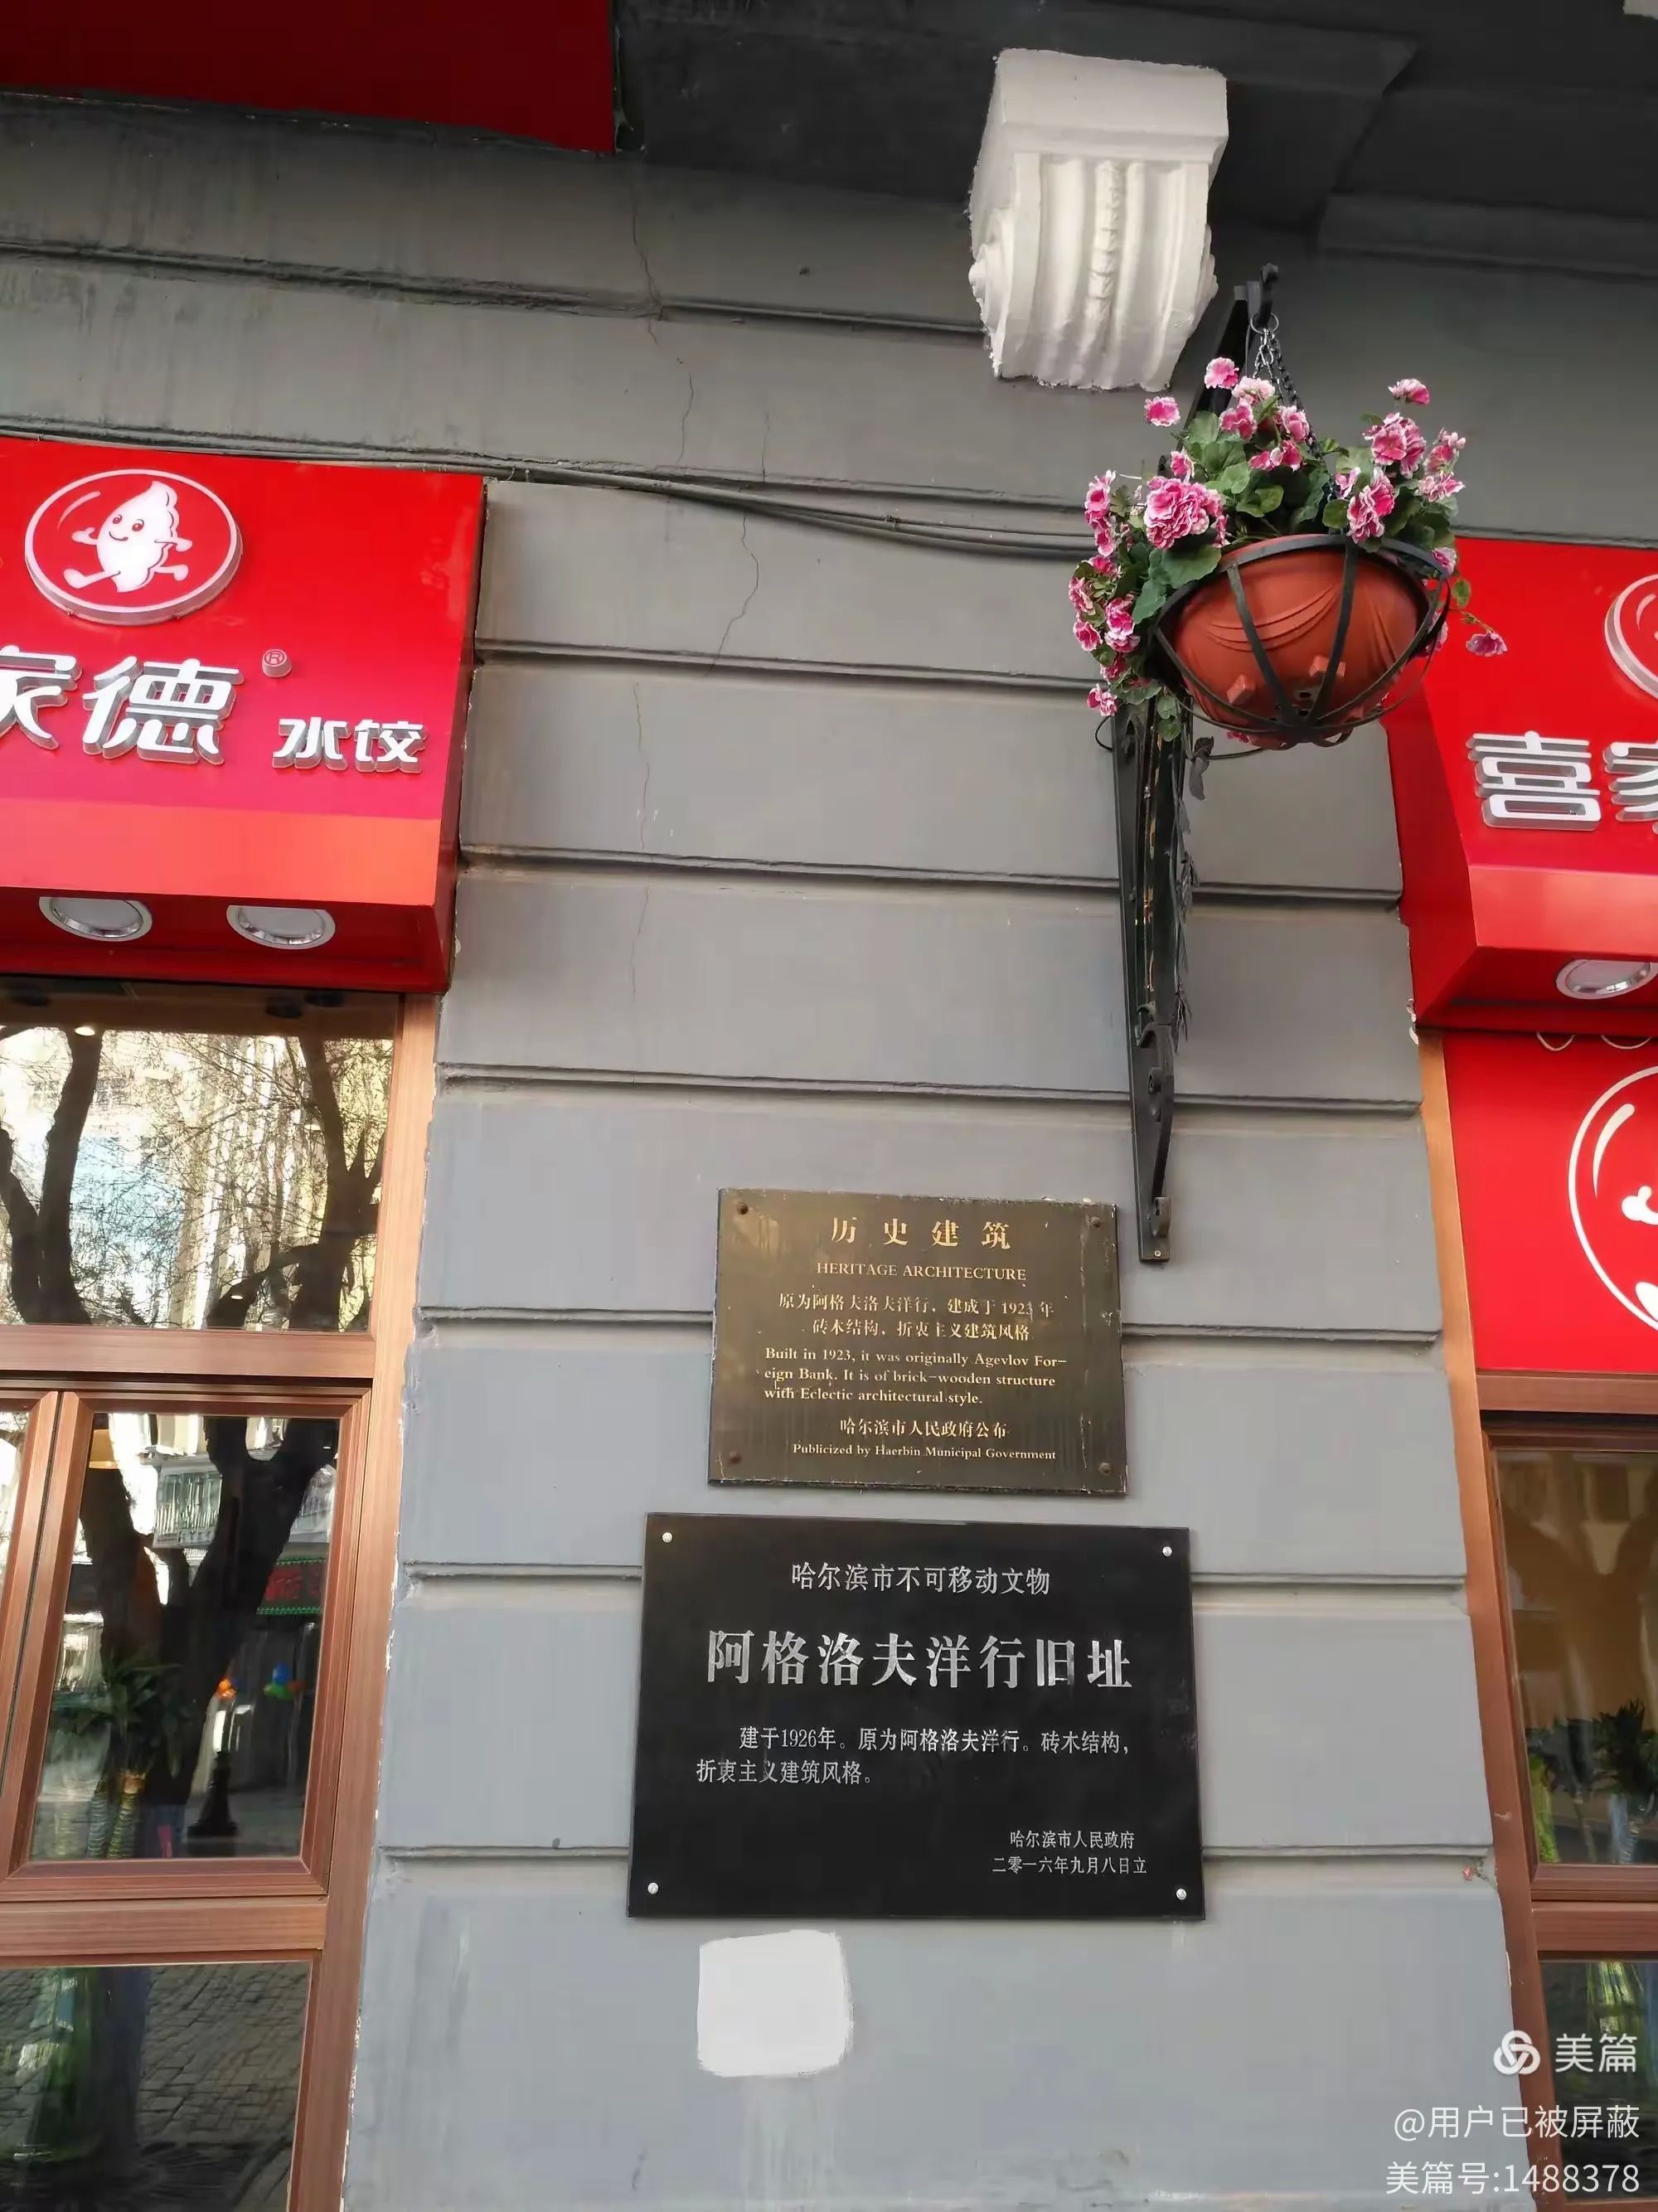 家德®
水饺
喜家
历史建筑
HERITAGE ARCHITECTURE
原为阿格夫洛夫洋行，建成于1923年
砖木结构，折衷主义建筑风格
Built in 1923, it was originally Agevlov For-
eign Bank. It is of brick-wooden structure
with Eclectic architectural style.
哈尔滨市人民政府公布
Publicized by Haerbin Municipal Government
哈尔滨市不可移动文物
阿格洛夫洋行旧址
建于1926年。原为阿格洛夫洋行。砖木结构，
折衷主义建筑风格。
哈尔滨市人民政府
二零一六年九月八日立
美篇
@用户已被屏蔽
美篇号:1488378